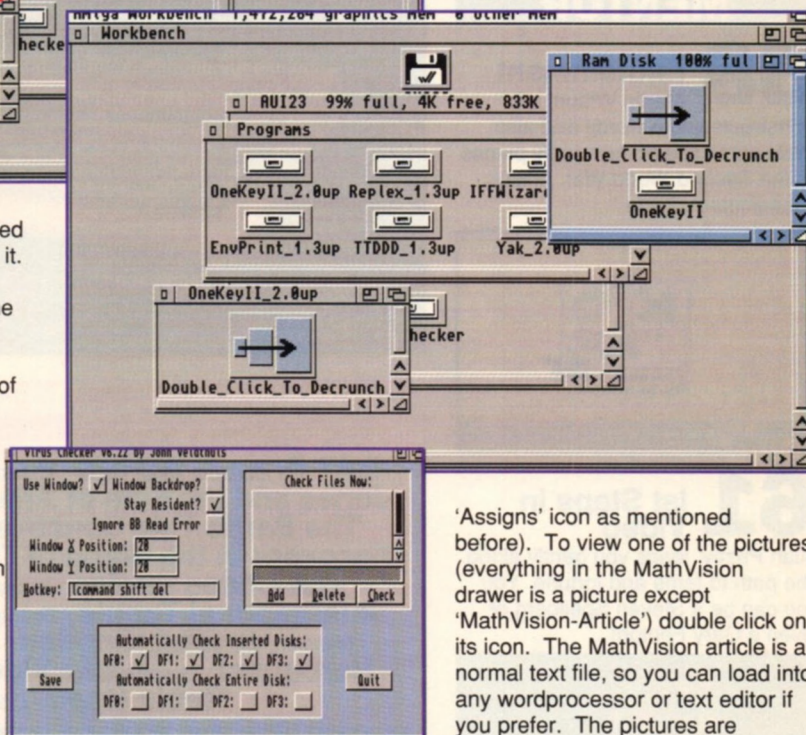 hecke
Amiga Workbench 1,472,264 graphics mem 0 other mem
Workbench
Ram Disk 100% ful
AUI23 99% full, 4K free, 833K
Programs
Double_Click_To_Decrunch
OneKeyII_2.0up Replex_1.3up IFFWizar
OneKeyII
EnvPrint_1.3up TTDDD_1.3up Yak_2.0up
OneKeyII_2.0up
hecker
Double_Click_To_Decrunch
ed
it.
e
of
n
Virus Checker v6.22 by John Veldthuis
Use Window? Window Backdrop?
Stay Resident?
Ignore BB Read Error
Window X Position: 20
Window Y Position: 20
Hotkey: lcommand shift del
Check Files Now:
Add Delete Check
Automatically Check Inserted Disks:
DF0: DF1: DF2: DF3:
Automatically Check Entire Disk:
DF0: DF1: DF2: DF3:
Save
Quit
'Assigns' icon as mentioned
before). To view one of the pictures
(everything in the MathVision
drawer is a picture except
'MathVision-Article') double click on
its icon. The MathVision article is a
normal text file, so you can load into
any wordprocessor or text editor if
you prefer. The pictures are